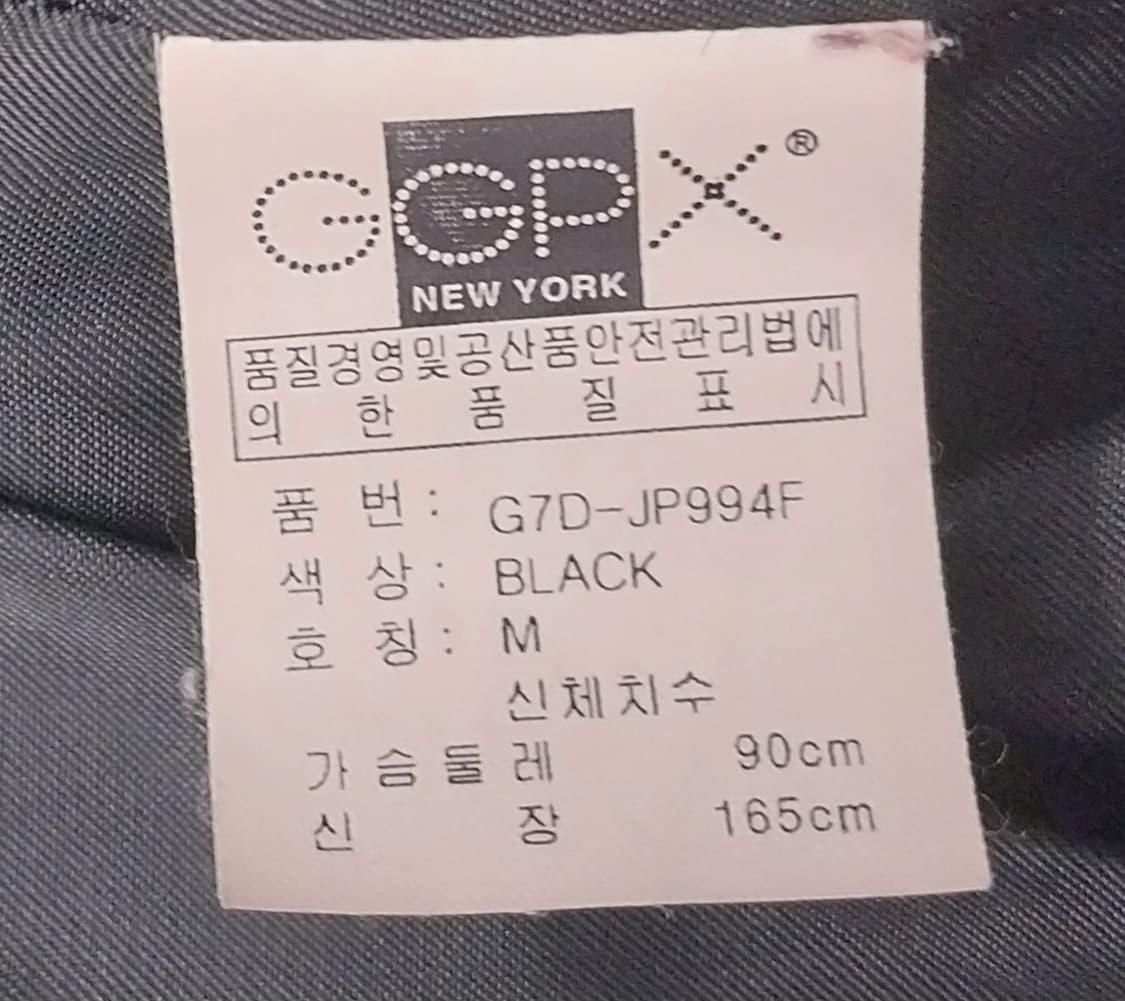 GGPX®
NEW YORK
품질경영및공산품안전관리법에
의 한 품 질 표 시
품 번 : G7D-JP994F
색 상 : BLACK
호 칭 : M
신체치수
가슴둘레 90cm
신 장 165cm